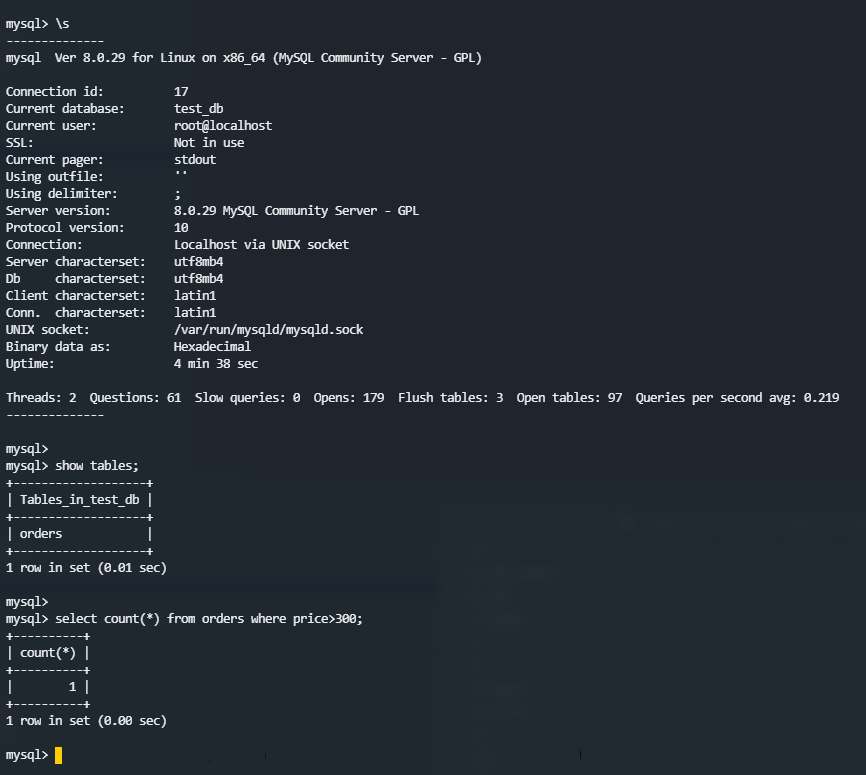 mysql> \s
--------------
mysql  Ver 8.0.29 for Linux on x86_64 (MySQL Community Server - GPL)

Connection id:          17
Current database:       test_db
Current user:           root@localhost
SSL:                    Not in use
Current pager:          stdout
Using outfile:          ''
Using delimiter:        ;
Server version:         8.0.29 MySQL Community Server - GPL
Protocol version:       10
Connection:             Localhost via UNIX socket
Server characterset:    utf8mb4
Db     characterset:    utf8mb4
Client characterset:    latin1
Conn.  characterset:    latin1
UNIX socket:            /var/run/mysqld/mysqld.sock
Binary data as:         Hexadecimal
Uptime:                 4 min 38 sec

Threads: 2  Questions: 61  Slow queries: 0  Opens: 179  Flush tables: 3  Open tables: 97  Queries per second avg: 0.219
--------------

mysql>
mysql> show tables;
+-------------------+
| Tables_in_test_db |
+-------------------+
| orders            |
+-------------------+
1 row in set (0.01 sec)

mysql>
mysql> select count(*) from orders where price>300;
+----------+
| count(*) |
+----------+
|        1 |
+----------+
1 row in set (0.00 sec)

mysql>